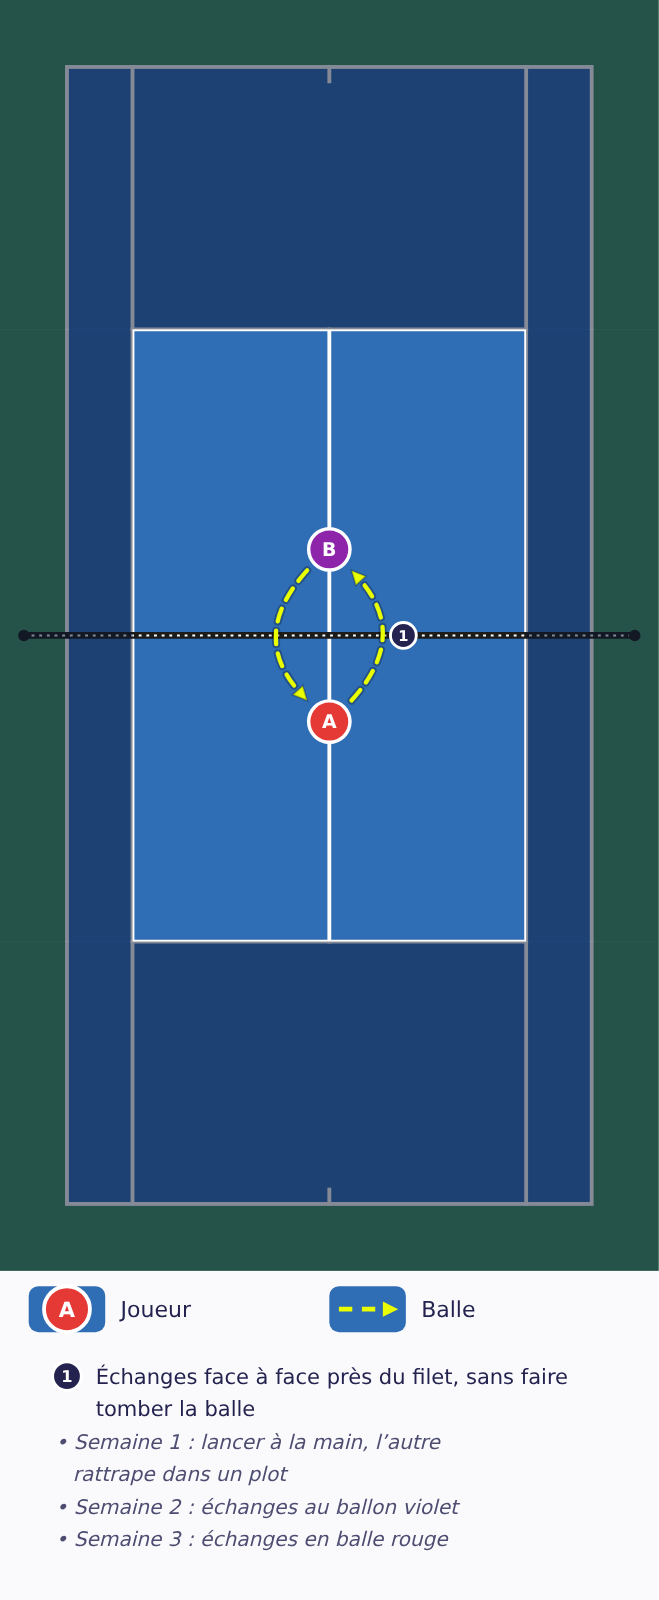 B
1
A
A Joueur Balle
1 Échanges face à face près du filet, sans faire
tomber la balle
• Semaine 1 : lancer à la main, l’autre
rattrape dans un plot
• Semaine 2 : échanges au ballon violet
• Semaine 3 : échanges en balle rouge